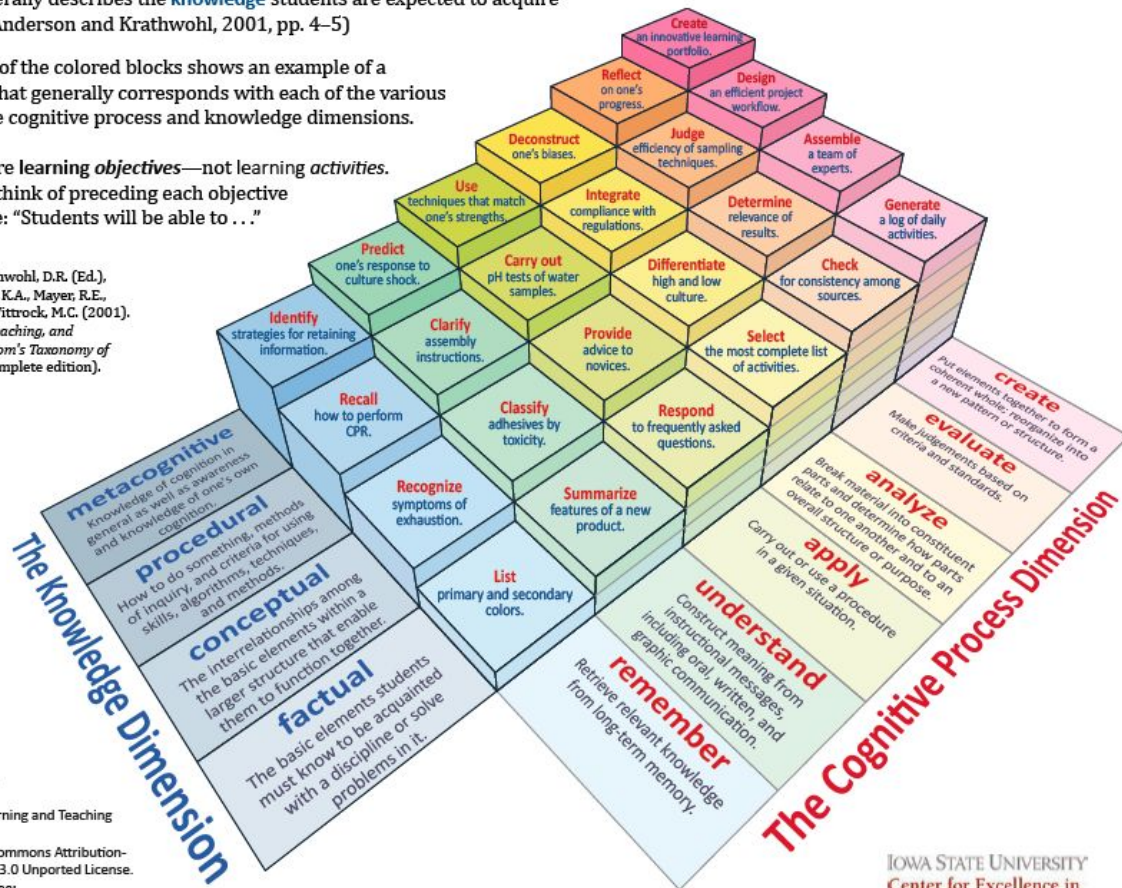 erally describes the knowledge students are expected to acquire
Anderson and Krathwohl, 2001, pp. 4–5)
of the colored blocks shows an example of a
hat generally corresponds with each of the various
e cognitive process and knowledge dimensions.
re learning objectives—not learning activities.
think of preceding each objective
e: “Students will be able to . . .”
hwohl, D.R. (Ed.),
K.A., Mayer, R.E.,
Wittrock, M.C. (2001).
aching, and
om's Taxonomy of
mplete edition).
Create
an innovative learning
portfolio.
Reflect
on one's
progress.
Design
an efficient project
workflow.
Deconstruct
one's biases.
Judge
efficiency of sampling
techniques.
Assemble
a team of
experts.
Use
techniques that match
one's strengths.
Integrate
compliance with
regulations.
Determine
relevance of
results.
Generate
a log of daily
activities.
Predict
one's response to
culture shock.
Carry out
pH tests of water
samples.
Differentiate
high and low
culture.
Check
for consistency among
sources.
Identify
strategies for retaining
information.
Clarify
assembly
instructions.
Provide
advice to
novices.
Select
the most complete list
of activities.
Recall
how to perform
CPR.
Classify
adhesives by
toxicity.
Respond
to frequently asked
questions.
Recognize
symptoms of
exhaustion.
Summarize
features of a new
product.
List
primary and secondary
colors.
metacognitive
Knowledge of cognition in
general as well as awareness
and knowledge of one's own
cognition.
procedural
How to do something, methods
of inquiry, and criteria for using
skills, algorithms, techniques,
and methods.
conceptual
The interrelationships among
the basic elements within a
larger structure that enable
them to function together.
factual
The basic elements students
must know to be acquainted
with a discipline or solve
problems in it.
The Knowledge Dimension
create
Put elements together to form a
coherent whole; reorganize into
a new pattern or structure.
evaluate
Make judgements based on
criteria and standards.
analyze
Break material into constituent
parts and determine how parts
relate to one another and to an
overall structure or purpose.
apply
Carry out or use a procedure
in a given situation.
understand
Construct meaning from
instructional messages,
including oral, written, and
graphic communication.
remember
Retrieve relevant knowledge
from long-term memory.
The Cognitive Process Dimension
rning and Teaching
ommons Attribution-
3.0 Unported License.
IOWA STATE UNIVERSITY
Center for Excellence in